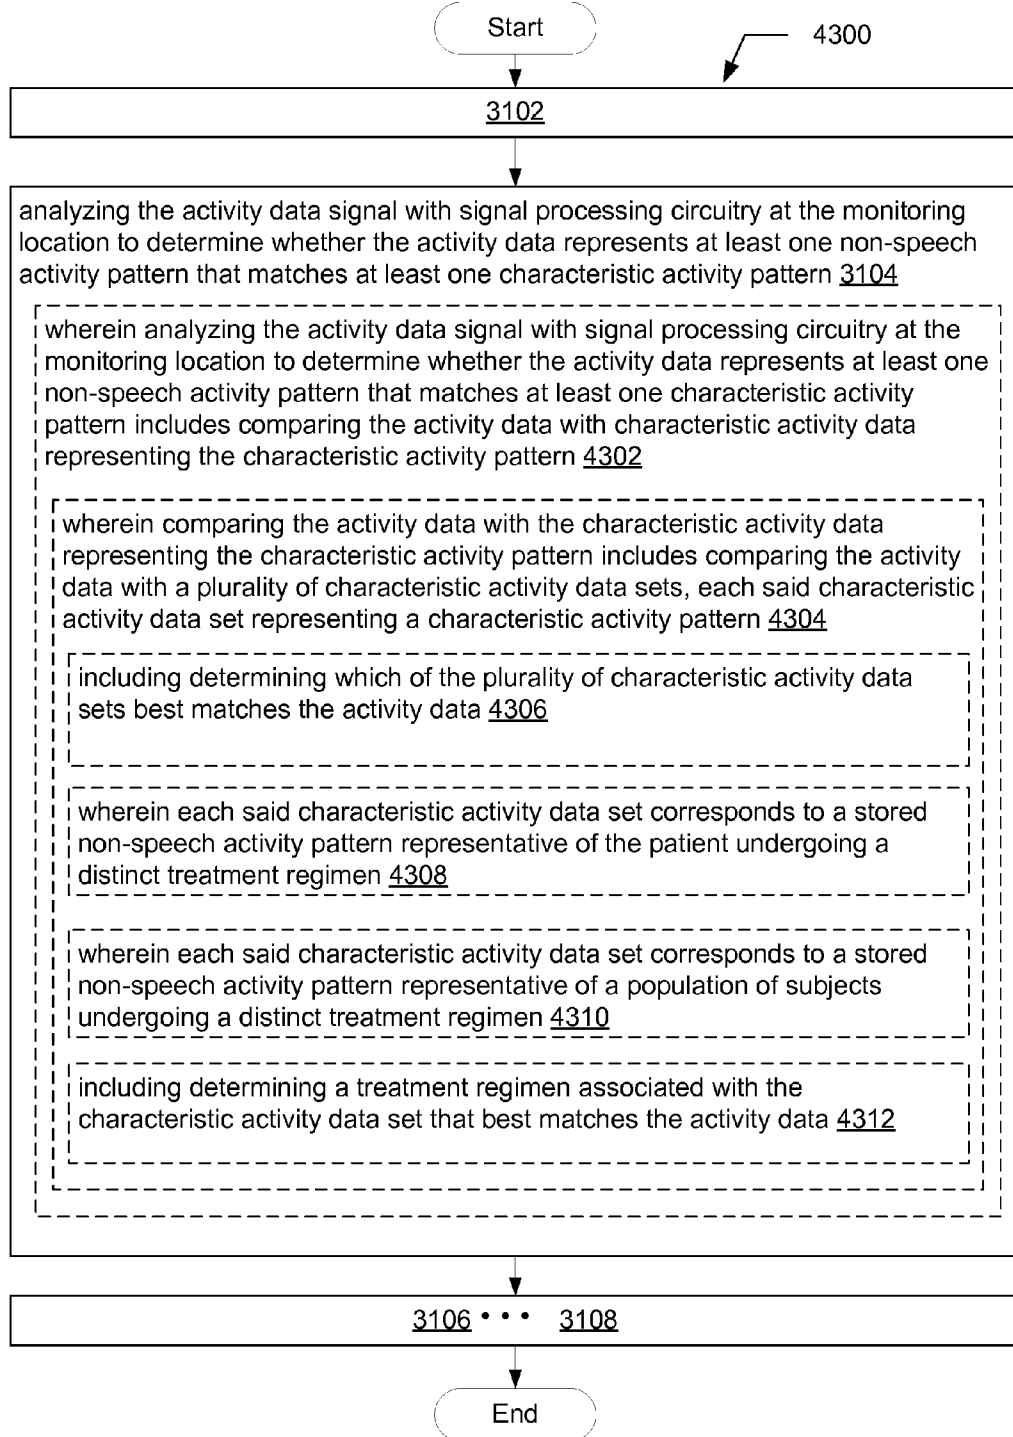 Start
4300
3102
analyzing the activity data signal with signal processing circuitry at the monitoring
location to determine whether the activity data represents at least one non-speech
activity pattern that matches at least one characteristic activity pattern 3104
wherein analyzing the activity data signal with signal processing circuitry at the
monitoring location to determine whether the activity data represents at least one
non-speech activity pattern that matches at least one characteristic activity
pattern includes comparing the activity data with characteristic activity data
representing the characteristic activity pattern 4302
wherein comparing the activity data with the characteristic activity data
representing the characteristic activity pattern includes comparing the activity
data with a plurality of characteristic activity data sets, each said characteristic
activity data set representing a characteristic activity pattern 4304
including determining which of the plurality of characteristic activity data
sets best matches the activity data 4306
wherein each said characteristic activity data set corresponds to a stored
non-speech activity pattern representative of the patient undergoing a
distinct treatment regimen 4308
wherein each said characteristic activity data set corresponds to a stored
non-speech activity pattern representative of a population of subjects
undergoing a distinct treatment regimen 4310
including determining a treatment regimen associated with the
characteristic activity data set that best matches the activity data 4312
3106 • • • 3108
End